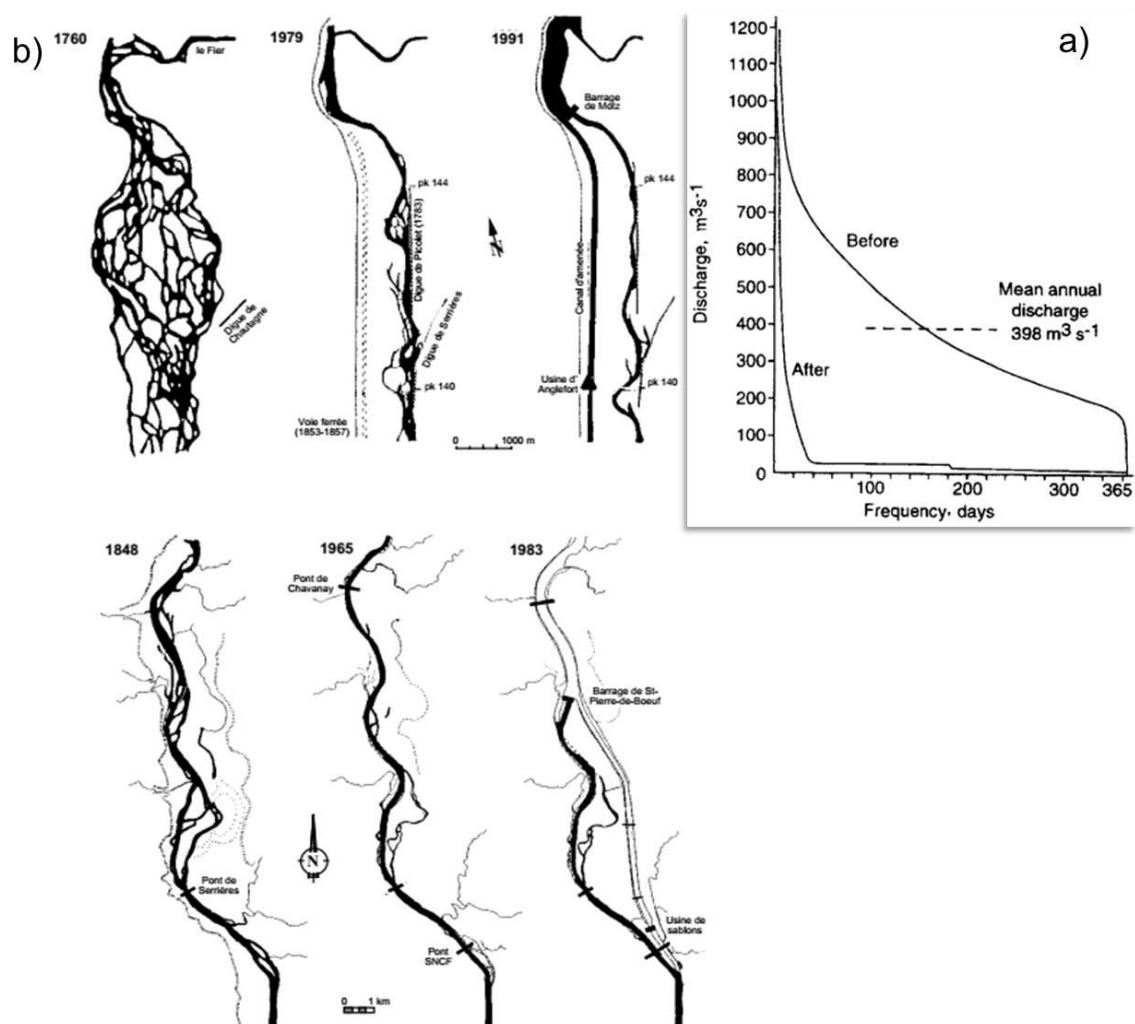 b)
1760
le Fier
Digue de
Chautagne
1979
pk 144
Digue de Picolet (1783)
Digue de Serrières
pk 140
Voie ferrée
(1853-1857)
0 1000 m
N
1991
Barrage
de Motz
pk 144
Canal d'amenée
Usine d'
Anglefort
pk 140
a)
1200
1100
1000
900
800
700
600
500
400
300
200
100
0
Discharge, m³s⁻¹
Before
Mean annual
discharge
398 m³ s⁻¹
After
100
200
300
365
Frequency, days
1848
Pont de
Serrières
N
1965
Pont de
Chavanay
Pont
SNCF
0 1 km
1983
Barrage de St-
Pierre-de-Boeuf
Usine de
sablons